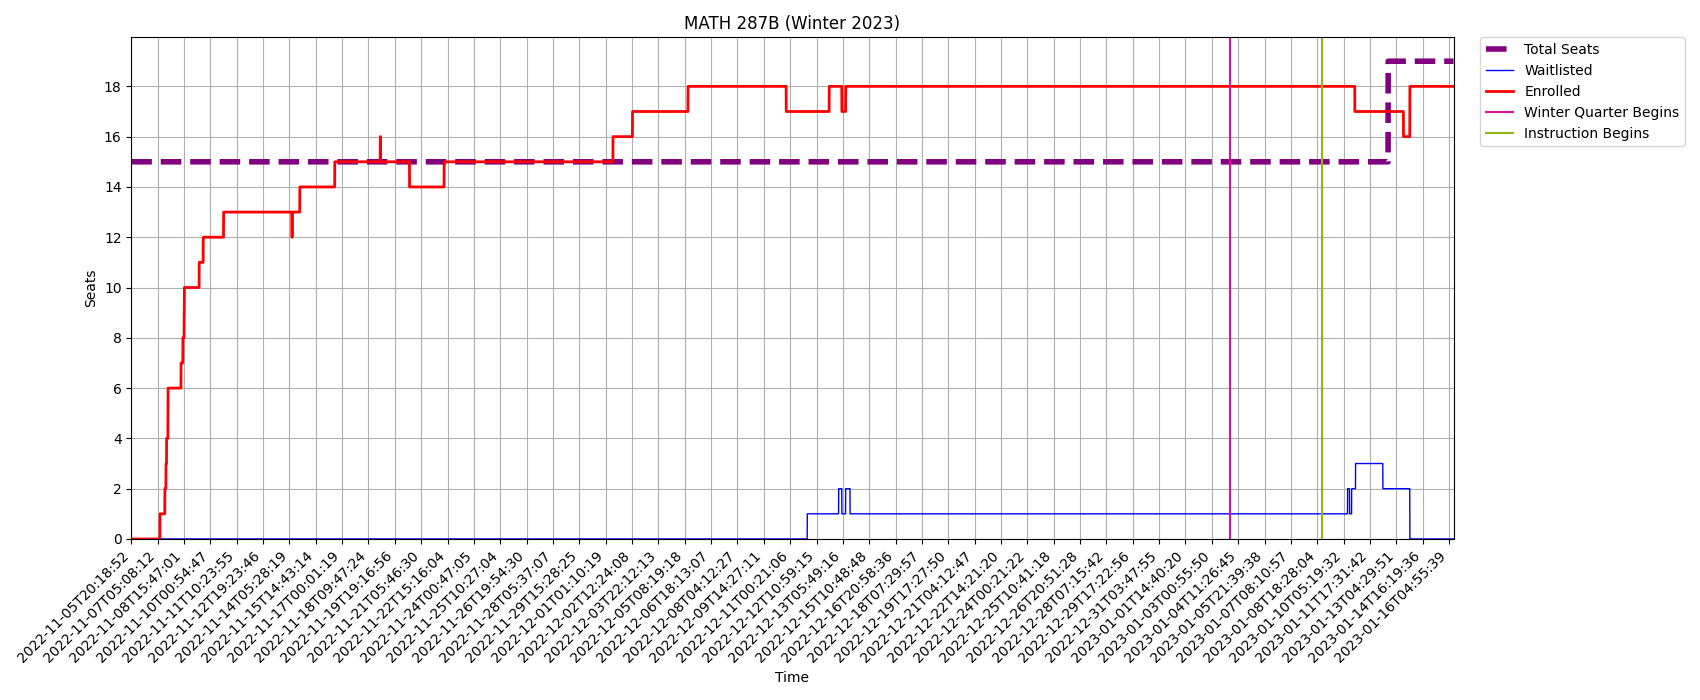 MATH 287B (Winter 2023)
Total Seats
Waitlisted
Enrolled
Winter Quarter Begins
Instruction Begins
Seats
18
16
14
12
10
8
6
4
2
0
2022-11-05T20:18:52
2022-11-07T05:08:12
2022-11-08T15:47:01
2022-11-10T00:54:47
2022-11-11T10:23:55
2022-11-12T19:23:46
2022-11-14T05:28:19
2022-11-15T14:43:14
2022-11-17T00:01:19
2022-11-18T09:47:24
2022-11-19T19:16:56
2022-11-21T05:46:30
2022-11-22T15:16:04
2022-11-24T00:47:05
2022-11-25T10:27:04
2022-11-26T19:54:30
2022-11-28T05:37:07
2022-11-29T15:28:25
2022-12-01T01:10:19
2022-12-02T12:24:08
2022-12-03T22:12:13
2022-12-05T08:19:18
2022-12-06T18:13:07
2022-12-08T04:12:27
2022-12-09T14:27:11
2022-12-11T00:21:06
2022-12-12T10:59:15
2022-12-13T05:49:16
2022-12-15T10:48:48
2022-12-16T20:58:36
2022-12-18T07:29:57
2022-12-19T17:27:50
2022-12-21T04:12:47
2022-12-22T14:21:20
2022-12-24T00:21:22
2022-12-25T10:41:18
2022-12-26T20:51:28
2022-12-28T07:15:42
2022-12-29T17:22:56
2022-12-31T03:47:55
2023-01-01T14:40:20
2023-01-03T00:55:50
2023-01-04T11:26:45
2023-01-05T21:39:38
2023-01-07T08:10:57
2023-01-08T18:28:04
2023-01-10T05:19:32
2023-01-11T17:31:42
2023-01-13T04:29:51
2023-01-14T16:19:36
2023-01-16T04:55:39
Time